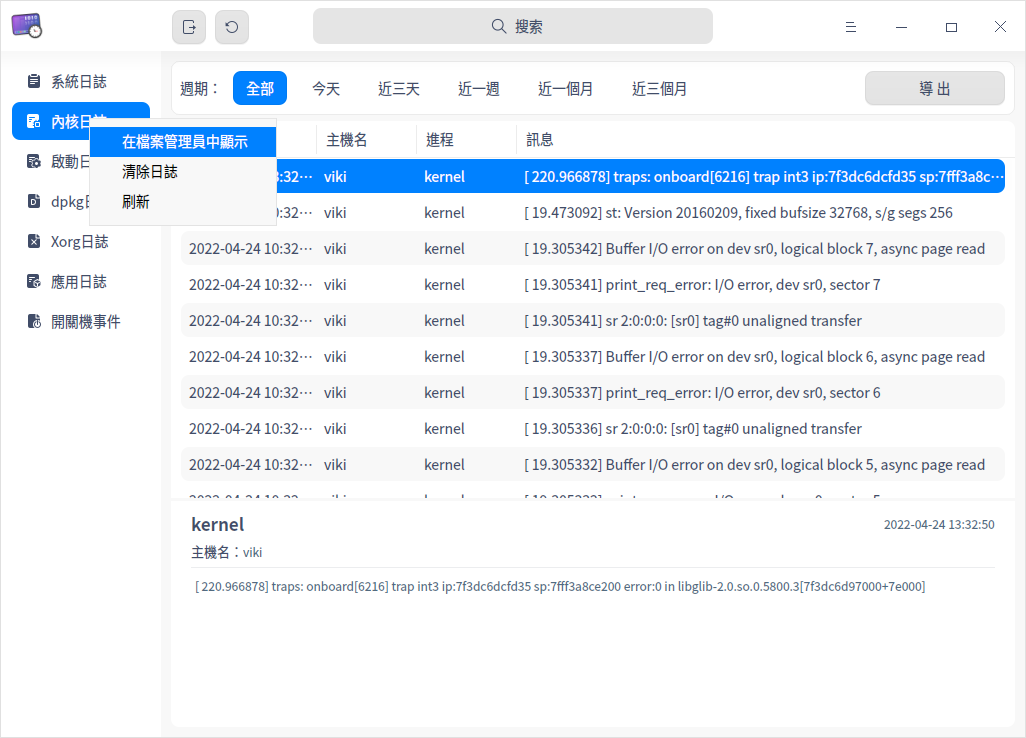 搜索
系統日誌
內核日誌
啟動日
dpkg日
Xorg日誌
應用日誌
開關機事件
在檔案管理員中顯示
清除日誌
刷新
週期： 全部 今天 近三天 近一週 近一個月 近三個月 導出
主機名 進程 訊息
:32… viki kernel [ 220.966878] traps: onboard[6216] trap int3 ip:7f3dc6dcfd35 sp:7fff3a8c…
:32… viki kernel [ 19.473092] st: Version 20160209, fixed bufsize 32768, s/g segs 256
2022-04-24 10:32… viki kernel [ 19.305342] Buffer I/O error on dev sr0, logical block 7, async page read
2022-04-24 10:32… viki kernel [ 19.305341] print_req_error: I/O error, dev sr0, sector 7
2022-04-24 10:32… viki kernel [ 19.305341] sr 2:0:0:0: [sr0] tag#0 unaligned transfer
2022-04-24 10:32… viki kernel [ 19.305337] Buffer I/O error on dev sr0, logical block 6, async page read
2022-04-24 10:32… viki kernel [ 19.305337] print_req_error: I/O error, dev sr0, sector 6
2022-04-24 10:32… viki kernel [ 19.305336] sr 2:0:0:0: [sr0] tag#0 unaligned transfer
2022-04-24 10:32… viki kernel [ 19.305332] Buffer I/O error on dev sr0, logical block 5, async page read
kernel 2022-04-24 13:32:50
主機名：viki
[ 220.966878] traps: onboard[6216] trap int3 ip:7f3dc6dcfd35 sp:7fff3a8ce200 error:0 in libglib-2.0.so.0.5800.3[7f3dc6d97000+7e000]